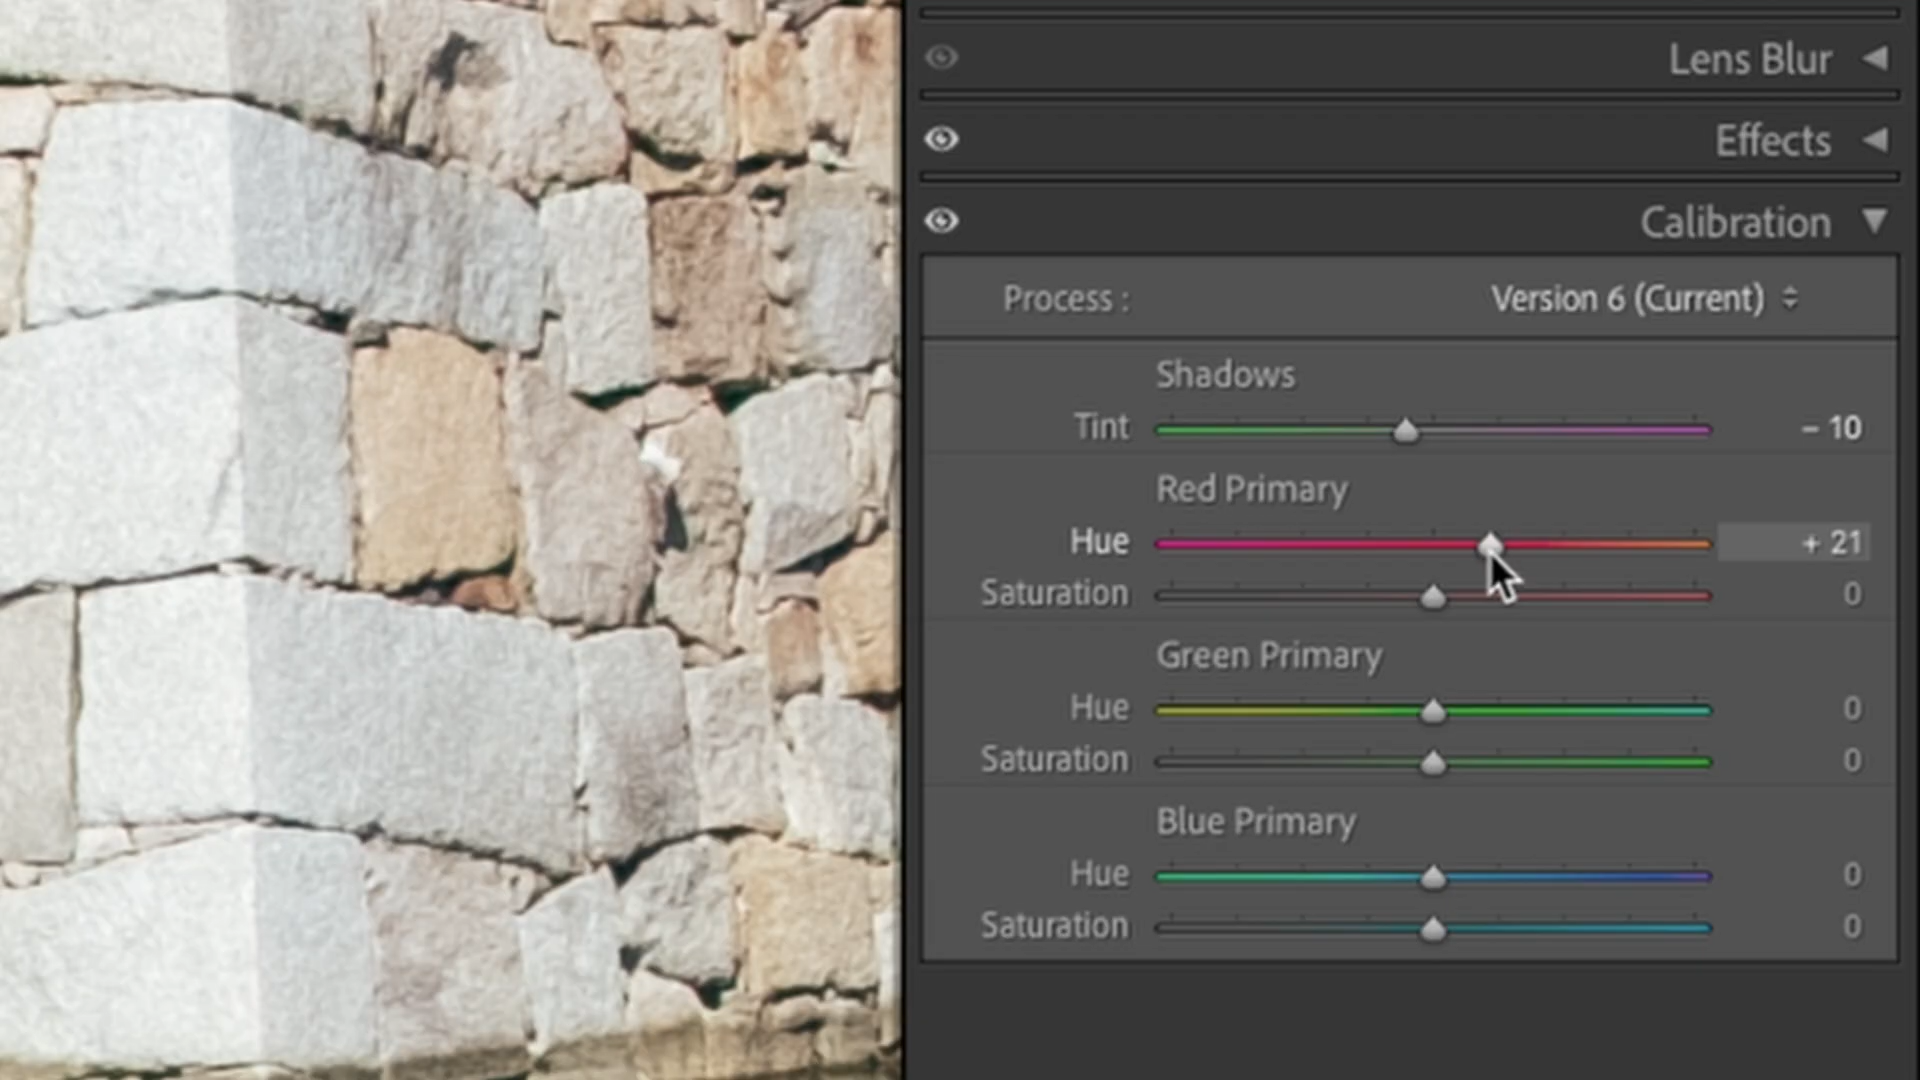 Lens Blur
Effects
Calibration
Process : Version 6 (Current)
Shadows
Tint – 10
Red Primary
Hue + 21
Saturation 0
Green Primary
Hue 0
Saturation 0
Blue Primary
Hue 0
Saturation 0